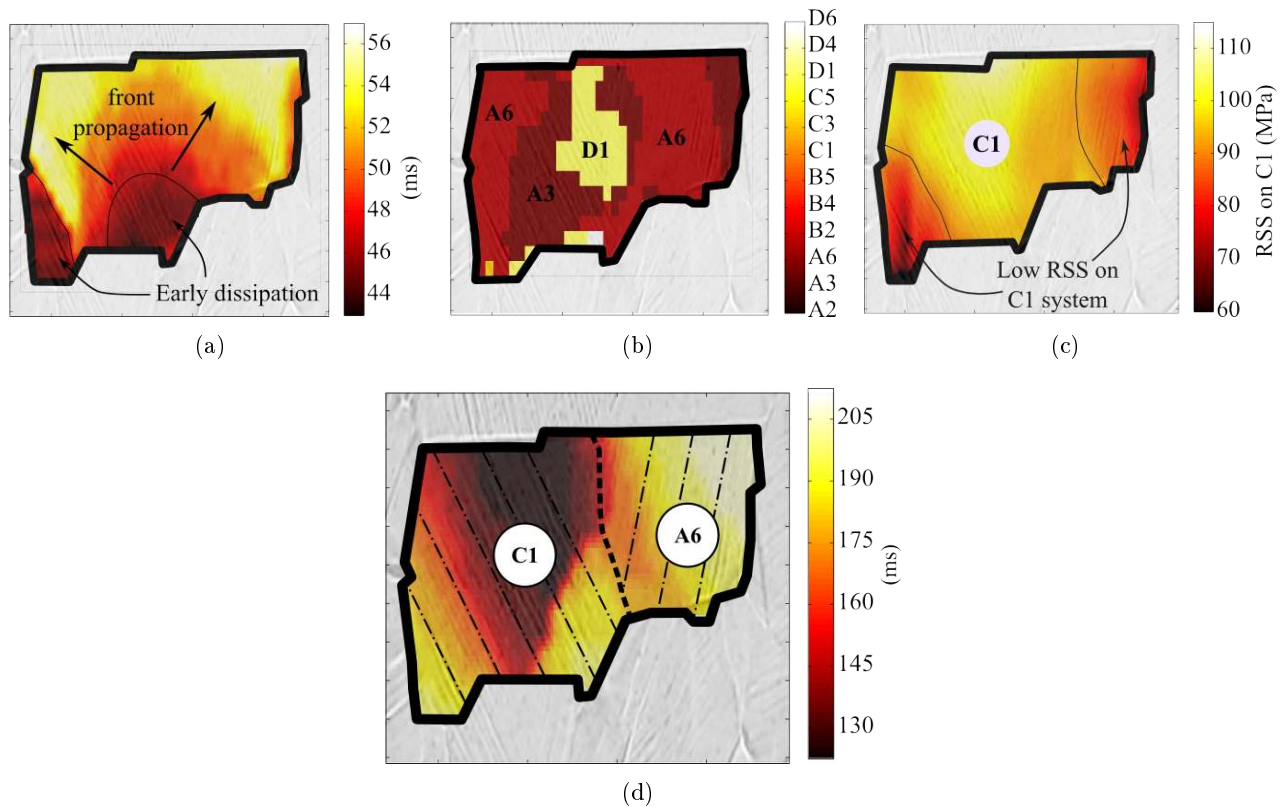 front
propagation
Early dissipation
56
54
52
50
48
46
44
(ms)
(a)
A6
D1
A6
A3
D6
D4
D1
C5
C3
C1
B5
B4
B2
A6
A3
A2
(b)
C1
Low RSS on
C1 system
110
100
90
80
70
60
RSS on C1 (MPa)
(c)
C1
A6
205
190
175
160
145
130
(ms)
(d)